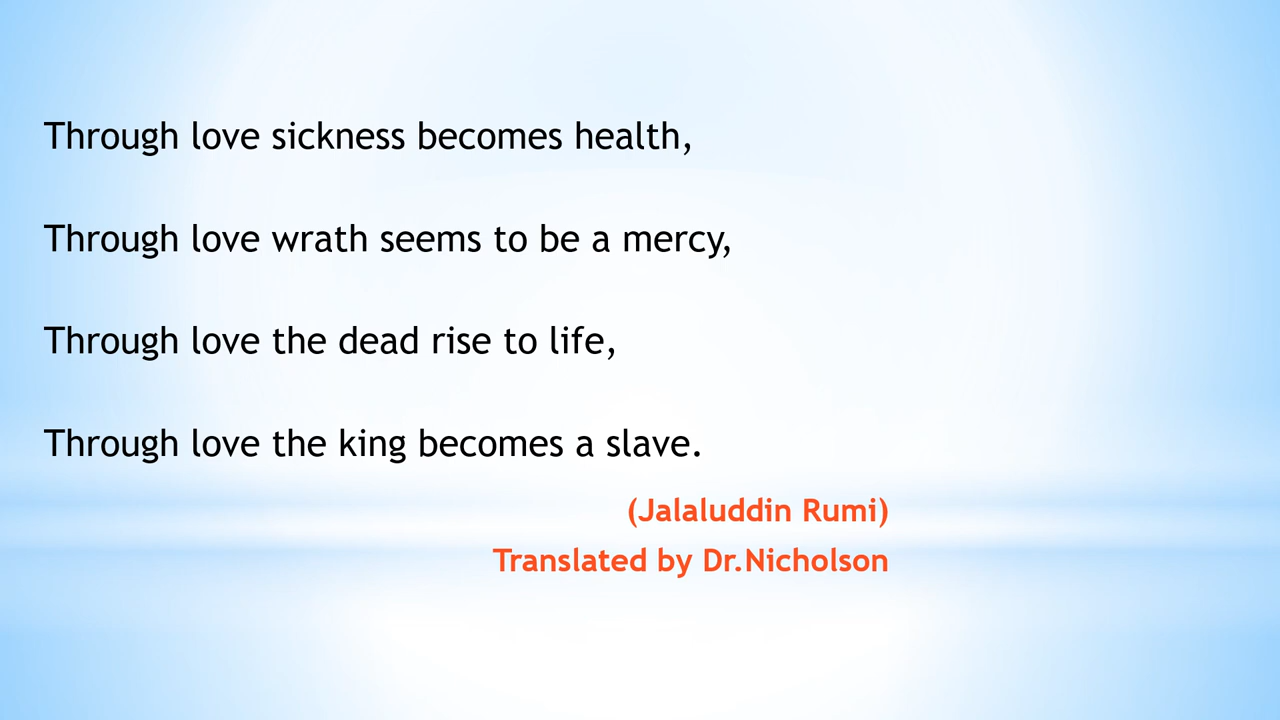 Through love sickness becomes health,
Through love wrath seems to be a mercy,
Through love the dead rise to life,
Through love the king becomes a slave.
(Jalaluddin Rumi)
Translated by Dr.Nicholson